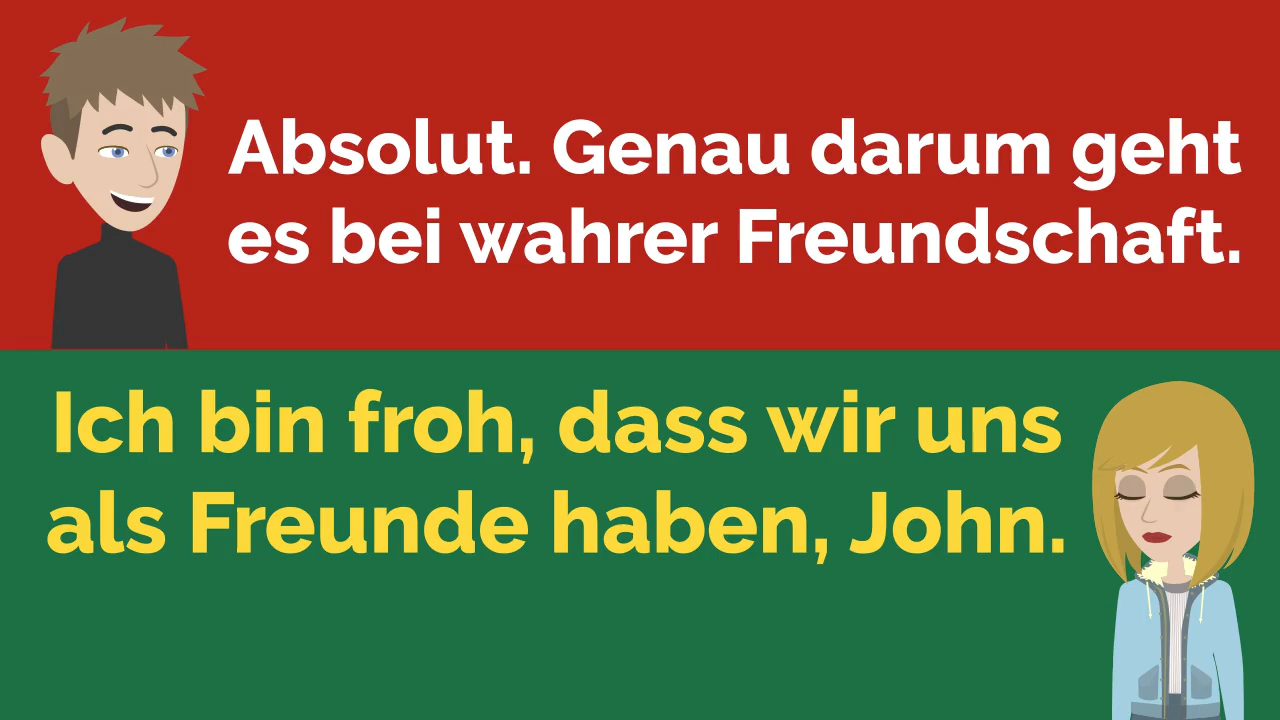 Absolut. Genau darum geht
es bei wahrer Freundschaft.
Ich bin froh, dass wir uns
als Freunde haben, John.